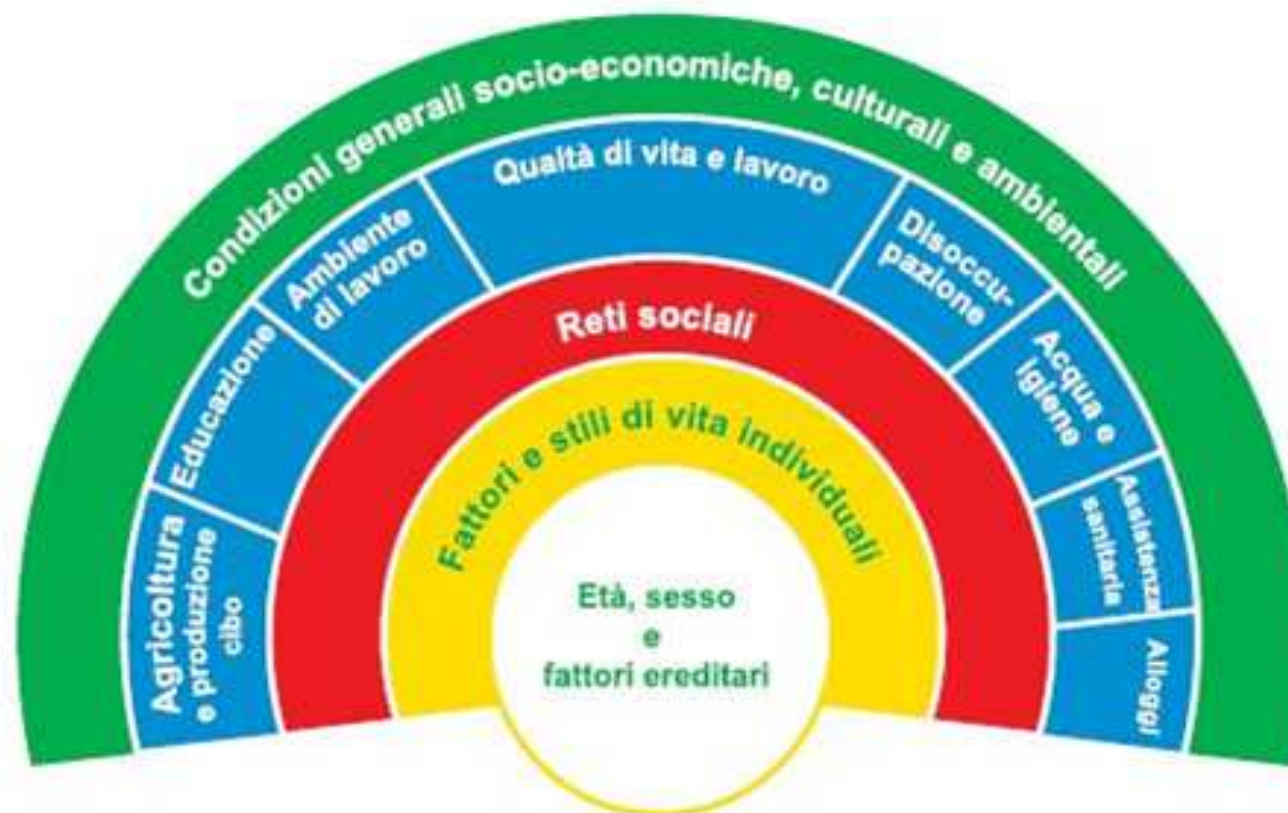 Condizioni generali socio-economiche, culturali e ambientali
Agricoltura
e produzione
cibo
Educazione
Ambiente
di lavoro
Qualtà di vita e lavoro
Disoccu-
pazione
Acqua e
igiene
Assistenza
sanitaria
Alloggi
Reti sociali
Fattori e stili di vita individuali
Età, sesso
e
fattori ereditari